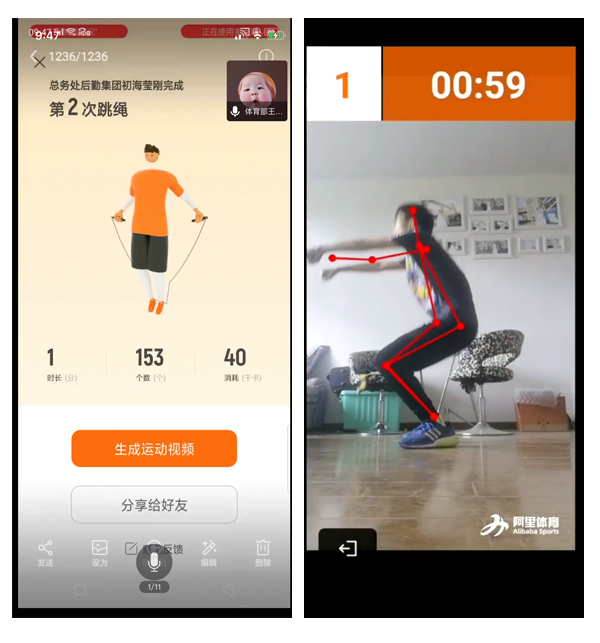 9:47
正在使用
1236/1236
总务处后勤集团初海莹刚完成
第2次跳绳
体育部王...
1
153
40
时长 (分)
个数 (个)
消耗 (千卡)
生成运动视频
分享给好友
发送
设为
反馈
编辑
删除
1/11
1
00:59
阿里体育
Alibaba Sports